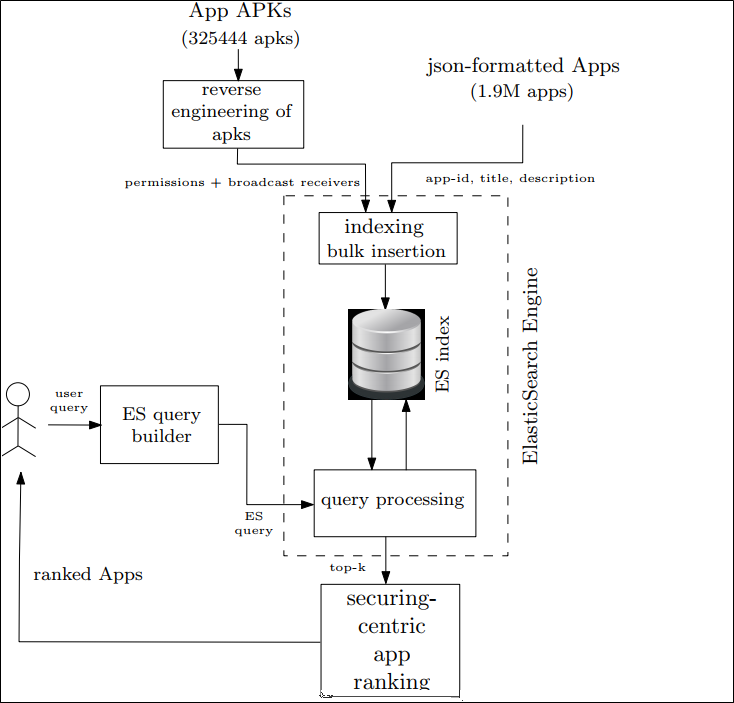 App APKs
(325444 apks)
json-formatted Apps
(1.9M apps)
reverse
engineering of
apks
permissions + broadcast receivers
app-id, title, description
indexing
bulk insertion
ES index
ElasticSearch Engine
user
query
ES query
builder
query processing
ES
query
top-k
ranked Apps
securing-
centric
app
ranking